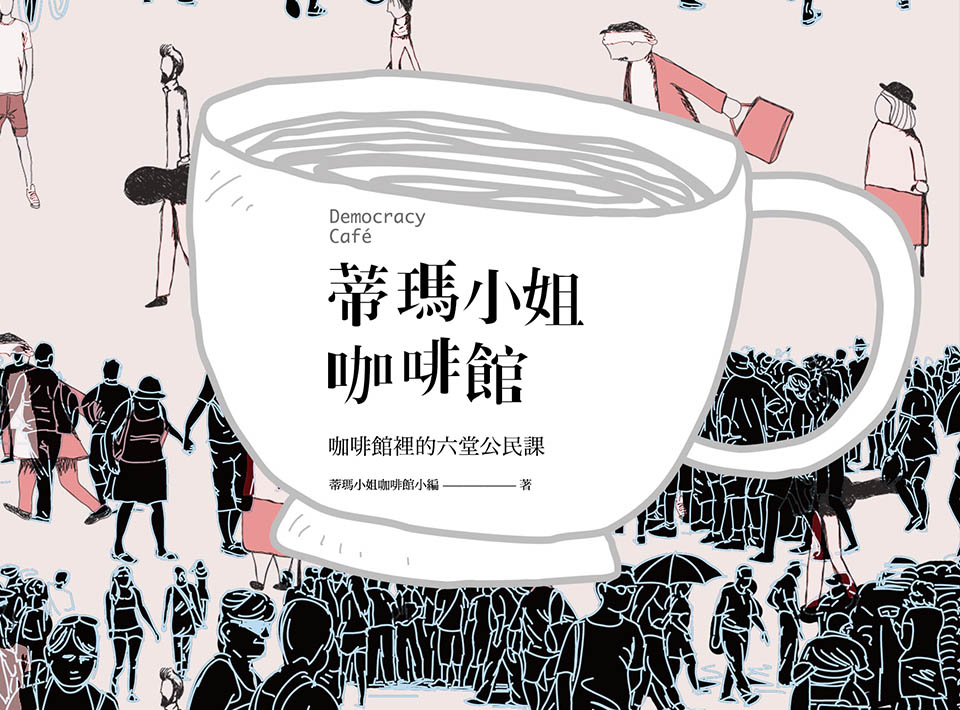 Democracy
Café
蒂瑪小姐
咖啡館
咖啡館裡的六堂公民課
蒂瑪小姐咖啡館小編 ———— 著